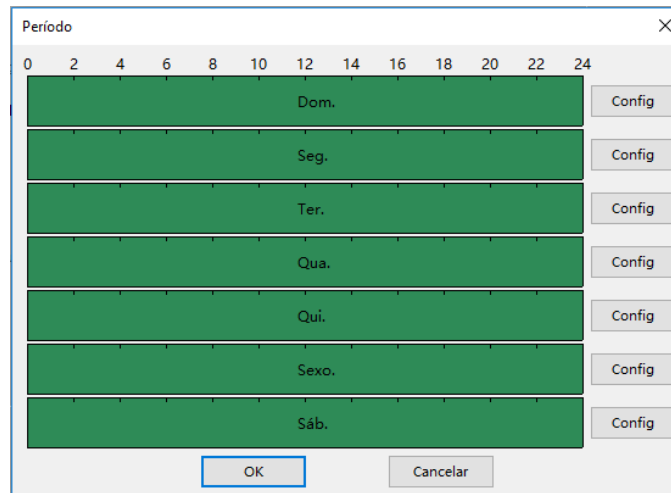 Período
0 2 4 6 8 10 12 14 16 18 20 22 24
Dom. Config
Seg. Config
Ter. Config
Qua. Config
Qui. Config
Sexo. Config
Sáb. Config
OK Cancelar